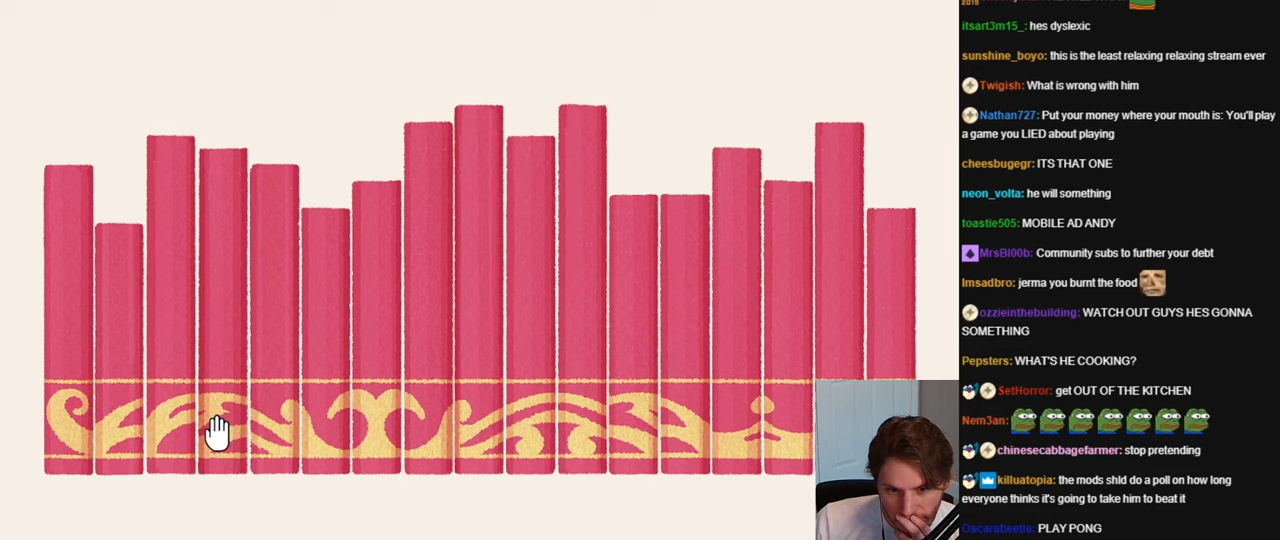 2019
itsart3m15_: hes dyslexic
sunshine_boyo: this is the least relaxing relaxing stream ever
Twigish: What is wrong with him
Nathan727: Put your money where your mouth is: You'll play
a game you LIED about playing
cheesbugegr: ITS THAT ONE
neon_volta: he will something
toastie505: MOBILE AD ANDY
MrsBl00b: Community subs to further your debt
lmsadbro: jerma you burnt the food
ozzieinthebuilding: WATCH OUT GUYS HES GONNA
SOMETHING
Pepsters: WHAT'S HE COOKING?
SetHorror: get OUT OF THE KITCHEN
Nem3an:
chinesecabbagefarmer: stop pretending
killuatopia: the mods shld do a poll on how long
everyone thinks it's going to take him to beat it
Oscarabeetle: PLAY PONG